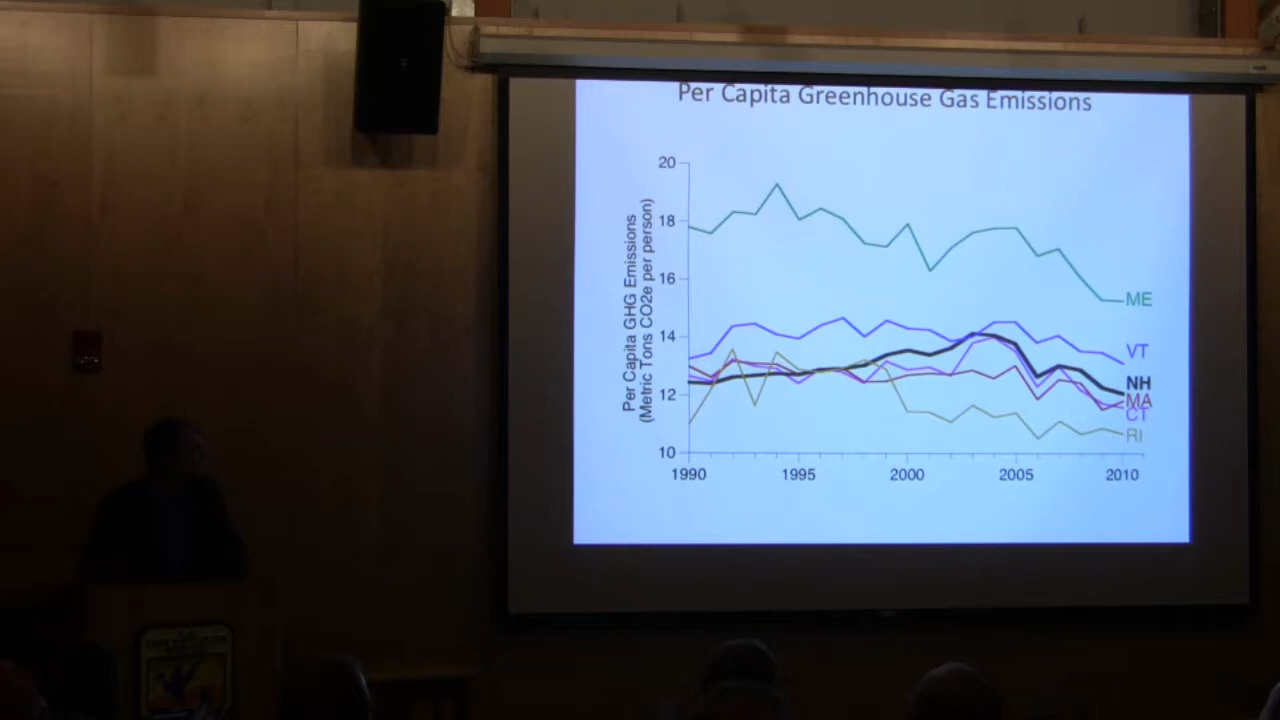 Per Capita Greenhouse Gas Emissions
Per Capita GHG Emissions
(Metric Tons CO2e per person)
20
18
16
14
12
10
1990
1995
2000
2005
2010
ME
VT
NH
MA
CT
RI